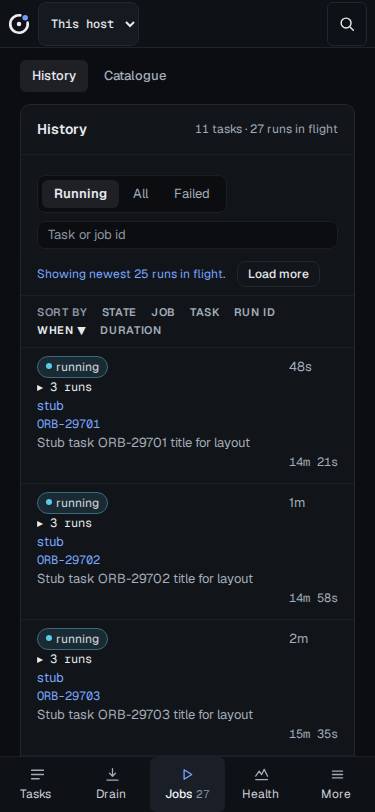 This host
History Catalogue
History 11 tasks · 27 runs in flight
Running All Failed
Task or job id
Showing newest 25 runs in flight. Load more
SORT BY STATE JOB TASK RUN ID
WHEN ▼ DURATION
running 48s
▸ 3 runs
stub
ORB-29701
Stub task ORB-29701 title for layout
14m 21s
running 1m
▸ 3 runs
stub
ORB-29702
Stub task ORB-29702 title for layout
14m 58s
running 2m
▸ 3 runs
stub
ORB-29703
Stub task ORB-29703 title for layout
15m 35s
Tasks Drain Jobs 27 Health More